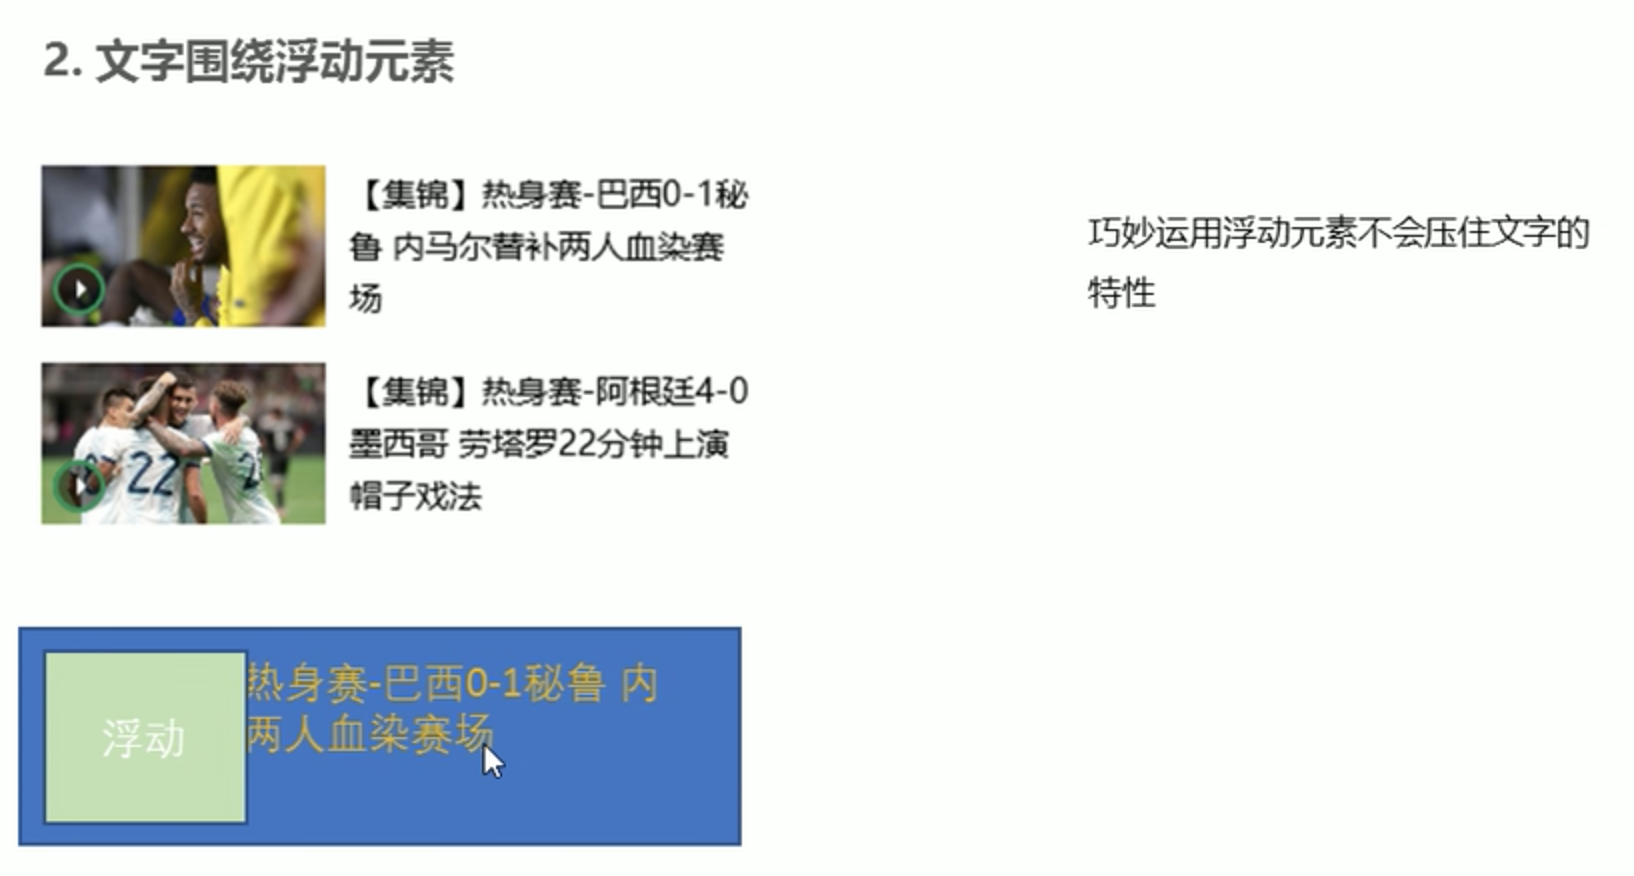 2. 文字围绕浮动元素
【集锦】热身赛-巴西0-1秘
鲁 内马尔替补两人血染赛
场
巧妙运用浮动元素不会压住文字的
特性
【集锦】热身赛-阿根廷4-0
墨西哥 劳塔罗22分钟上演
帽子戏法
22
热身赛-巴西0-1秘鲁 内
两人血染赛场
浮动